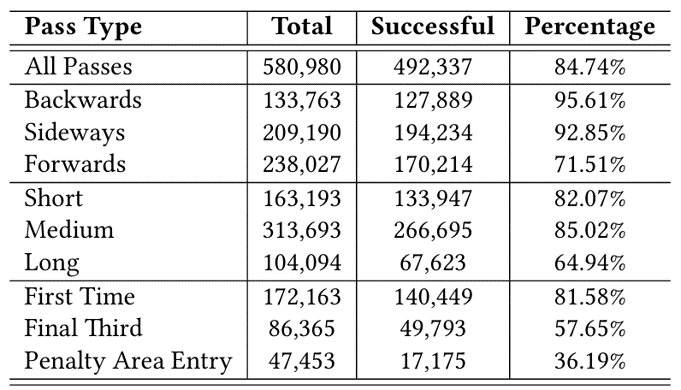 Pass Type Total Successful Percentage
All Passes 580,980 492,337 84.74%
Backwards 133,763 127,889 95.61%
Sideways 209,190 194,234 92.85%
Forwards 238,027 170,214 71.51%
Short 163,193 133,947 82.07%
Medium 313,693 266,695 85.02%
Long 104,094 67,623 64.94%
First Time 172,163 140,449 81.58%
Final Third 86,365 49,793 57.65%
Penalty Area Entry 47,453 17,175 36.19%